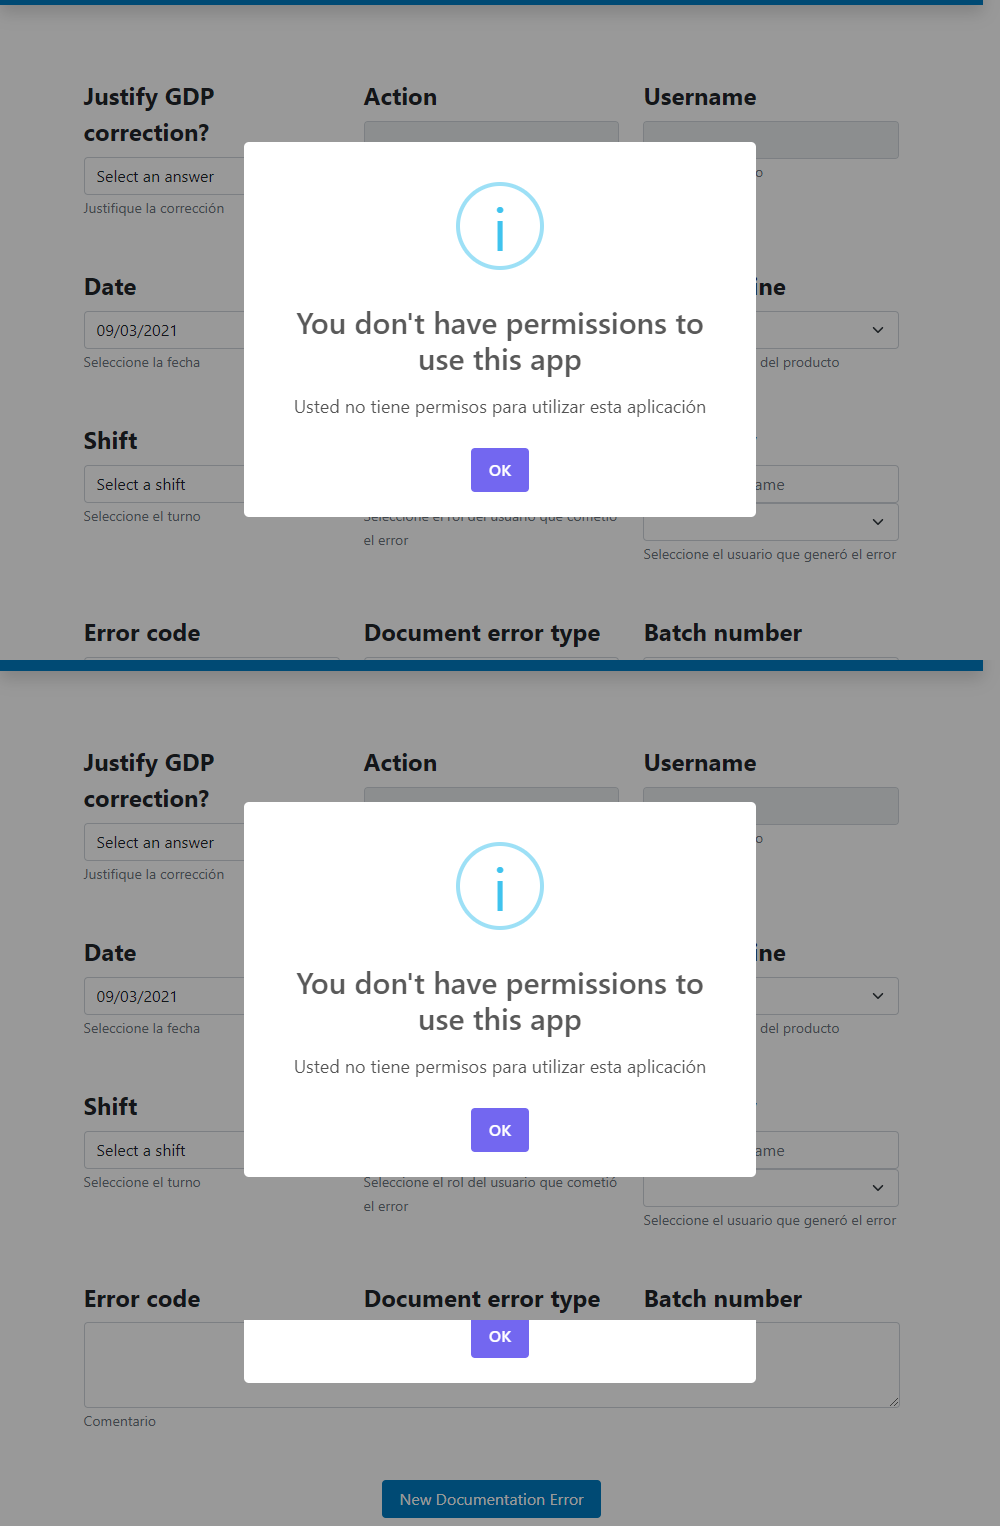 Justify GDP
correction?
Action
Username
Select an answer
Justifique la corrección
You don't have permissions to
use this app
Usted no tiene permisos para utilizar esta aplicación
OK
Date
09/03/2021
Seleccione la fecha
del producto
Shift
Select a shift
Seleccione el turno
Seleccione el rol del usuario que cometió
el error
Seleccione el usuario que generó el error
Error code
Document error type
Batch number
Justify GDP
correction?
Action
Username
Select an answer
Justifique la corrección
You don't have permissions to
use this app
Usted no tiene permisos para utilizar esta aplicación
OK
Date
09/03/2021
Seleccione la fecha
del producto
Shift
Select a shift
Seleccione el turno
Seleccione el rol del usuario que cometió
el error
Seleccione el usuario que generó el error
Error code
Document error type
Batch number
OK
Comentario
New Documentation Error